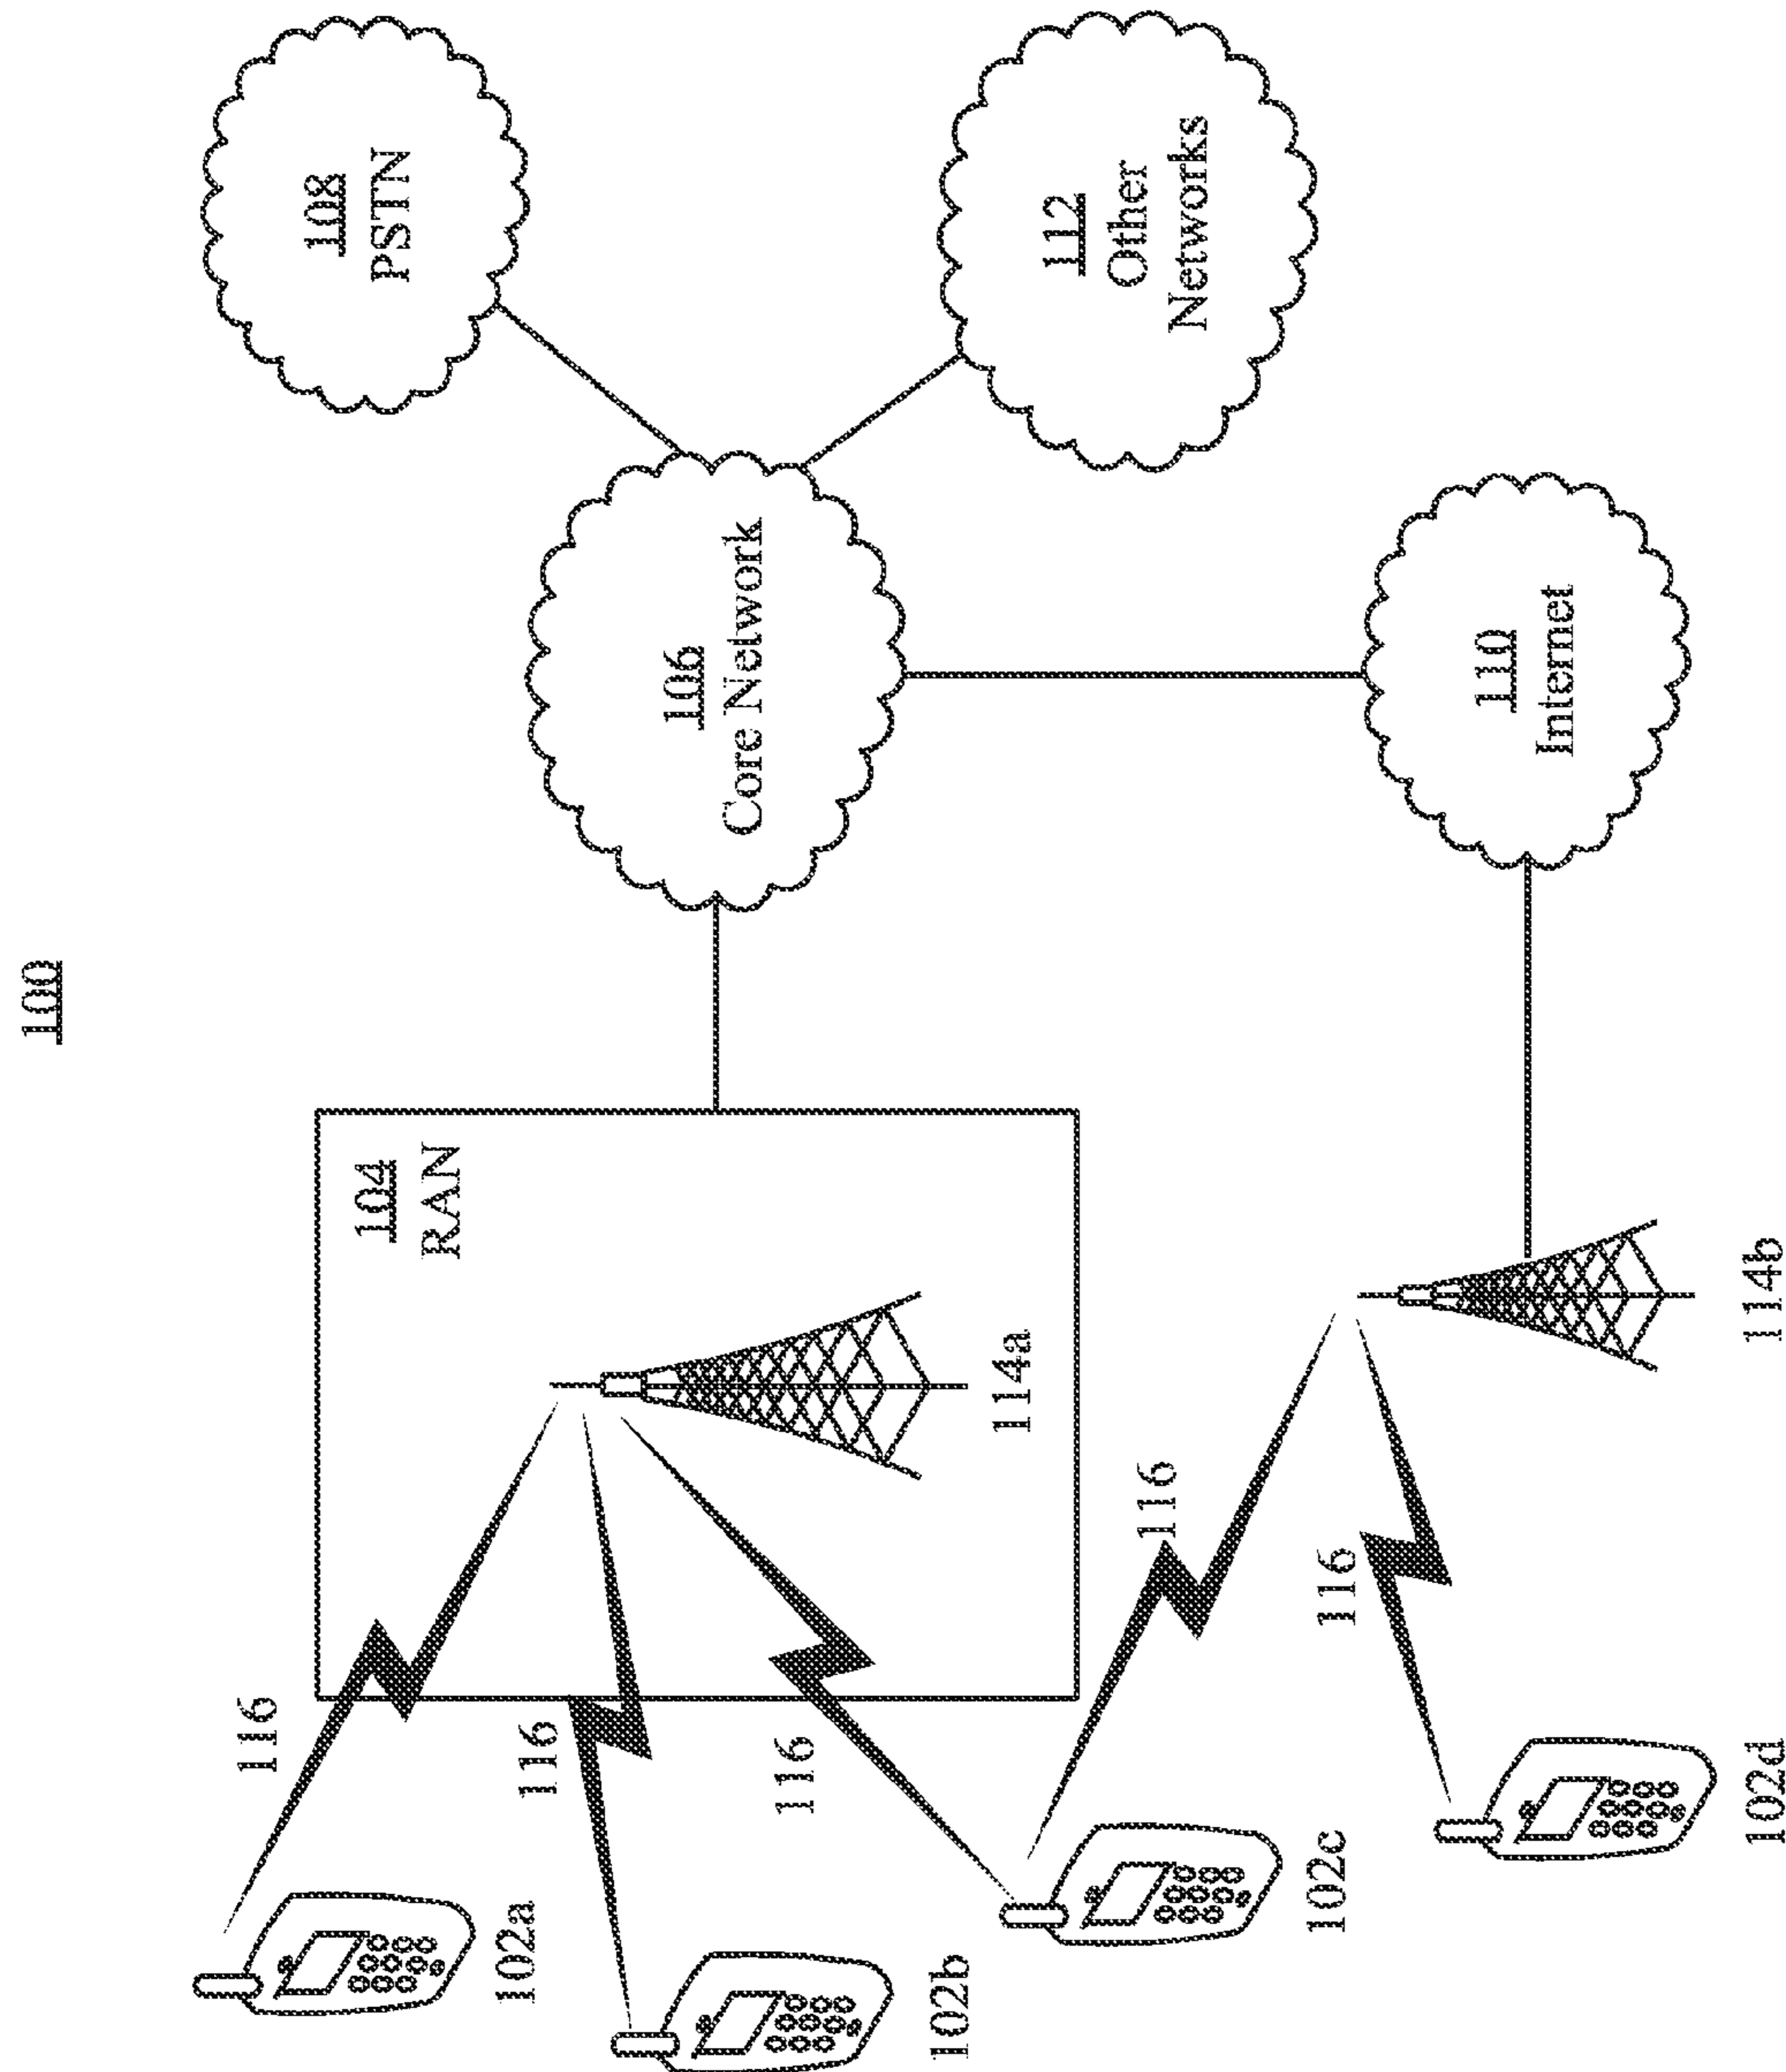 100
102a
116
104
RAN
108
PSTN
116
102b
106
Core Network
116
114a
112
Other
Networks
102c
116
116
110
Internet
102d
114b